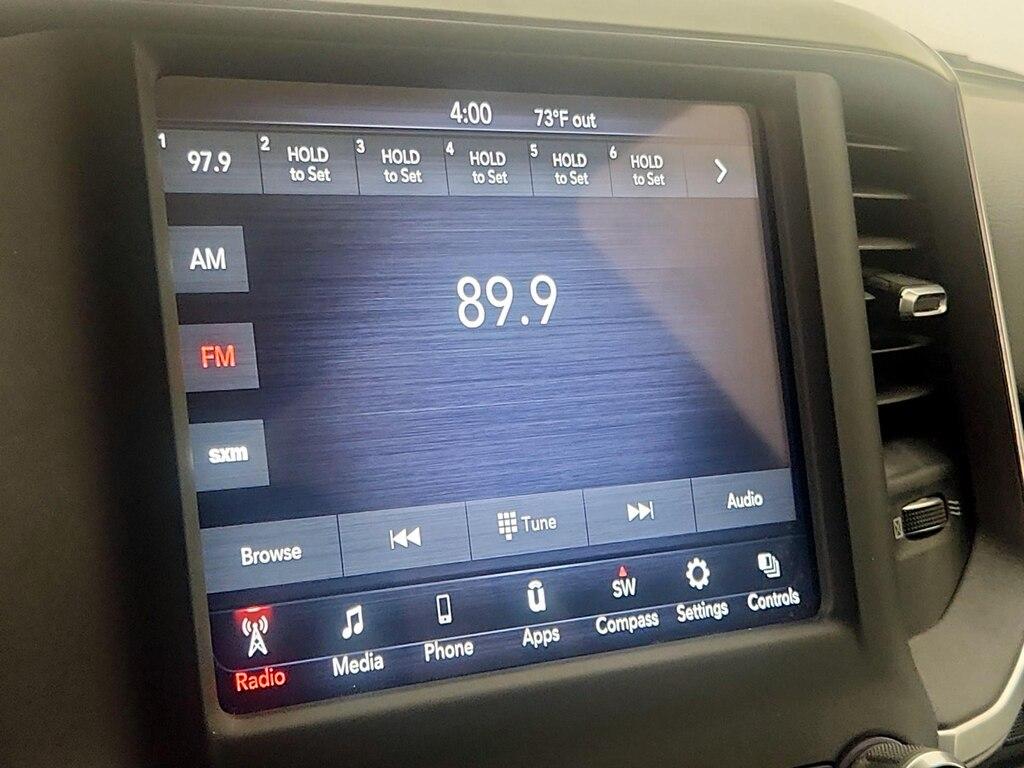 4:00 73°F out
1 97.9 2 HOLD to Set 3 HOLD to Set 4 HOLD to Set 5 HOLD to Set 6 HOLD to Set
AM
89.9
FM
sxm
Browse Tune Audio
Radio Media Phone Apps SW Compass Settings Controls